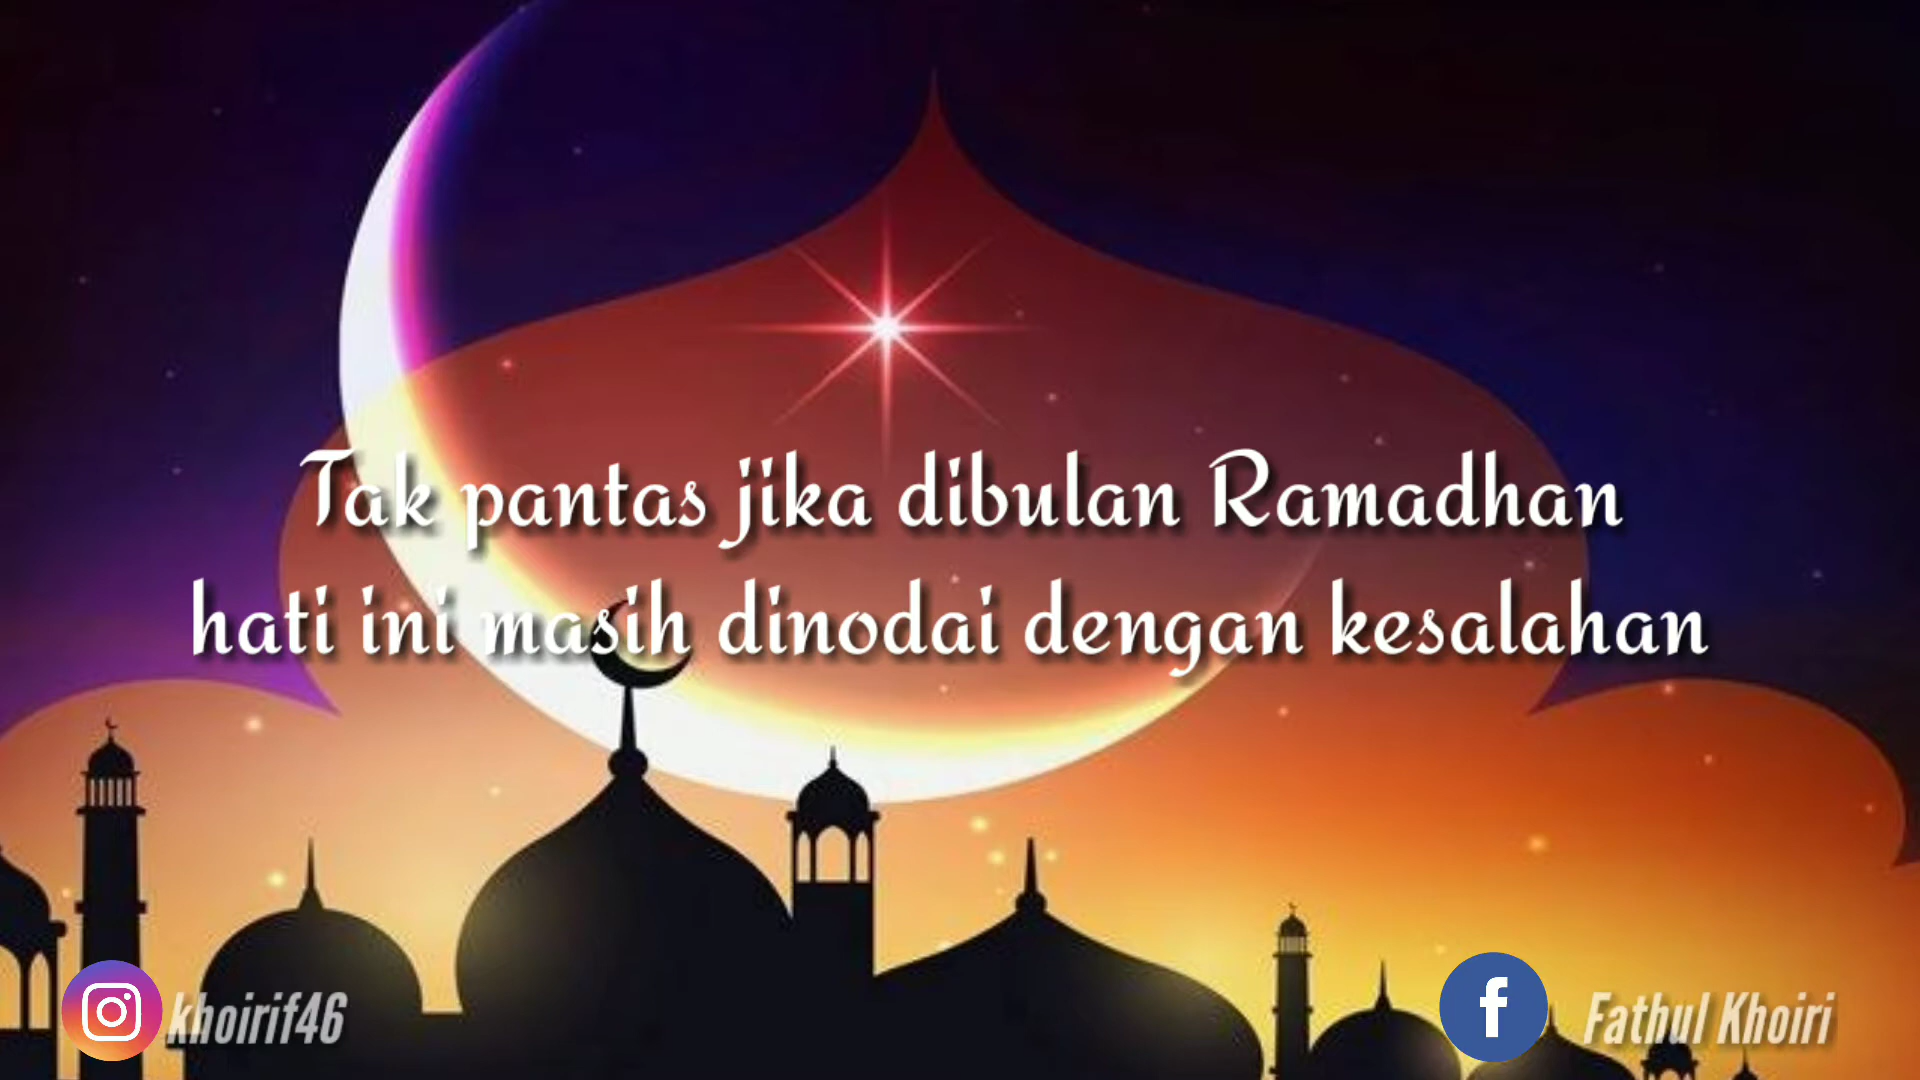 Tak pantas jika dibulan Ramadhan
hati ini masih dinodai dengan kesalahan
khoirif46
Fathul Khoiri